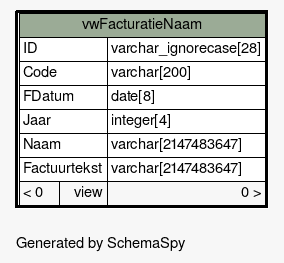 vwFacturatieNaam
ID varchar_ignorecase[28]
Code varchar[200]
FDatum date[8]
Jaar integer[4]
Naam varchar[2147483647]
Factuurtekst varchar[2147483647]
< 0 view 0 >
Generated by SchemaSpy